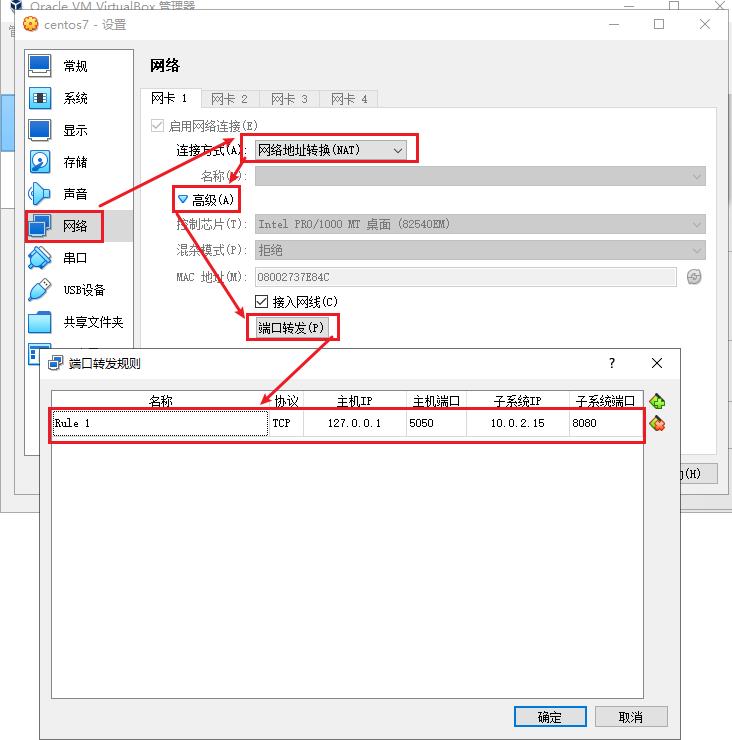 Oracle VM VirtualBox 管理器
centos7 - 设置
常规
系统
显示
存储
声音
网络
串口
USB设备
共享文件夹
网络
网卡 1 网卡 2 网卡 3 网卡 4
启用网络连接(E)
连接方式(A): 网络地址转换(NAT)
名称
高级(A)
控制芯片(T): Intel PRO/1000 MT 桌面 (82540EM)
混杂模式(P): 拒绝
MAC 地址(M): 08002737E84C
接入网线(C)
端口转发(P)
(H)
端口转发规则
名称 协议 主机IP 主机端口 子系统IP 子系统端口
Rule 1 TCP 127.0.0.1 5050 10.0.2.15 8080
确定 取消